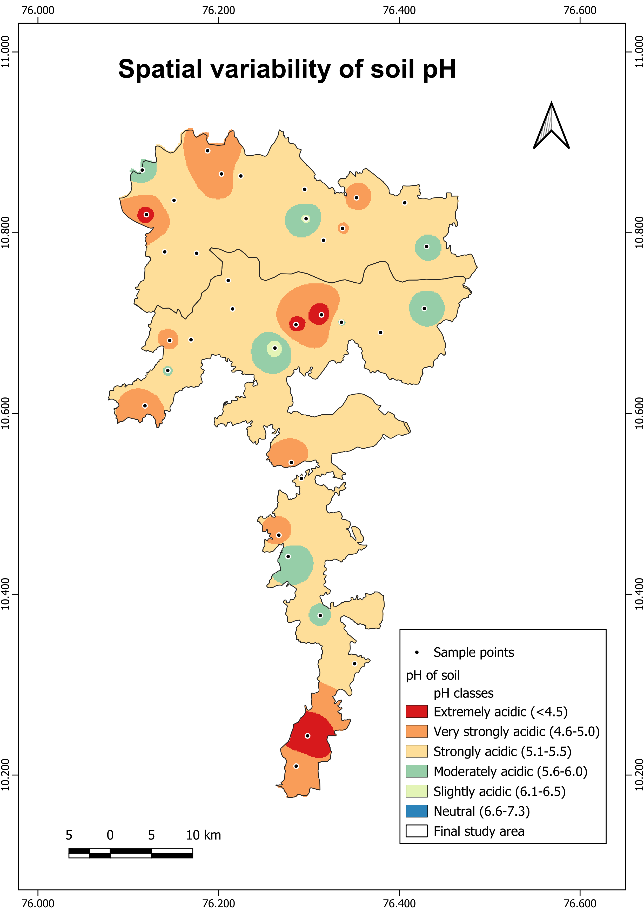 76.000 76.200 76.400 76.600
11.000 11.000
Spatial variability of soil pH
10.800 10.800
10.600 10.600
10.400 10.400
Sample points
pH of soil
pH classes
Extremely acidic (<4.5)
Very strongly acidic (4.6-5.0)
Strongly acidic (5.1-5.5)
Moderately acidic (5.6-6.0)
Slightly acidic (6.1-6.5)
Neutral (6.6-7.3)
Final study area
10.200 10.200
5 0 5 10 km
76.000 76.200 76.400 76.600